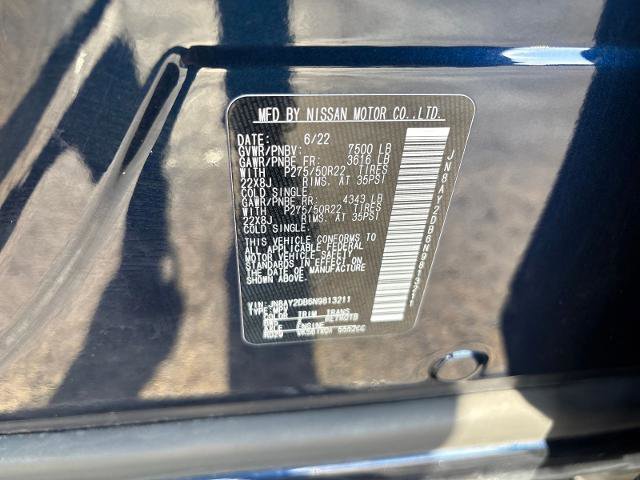 MFD BY NISSAN MOTOR CO.,LTD.
DATE: 6/22
GVWR/PNBV: 7500 LB
GAWR/PNBE FR: 3616 LB
WITH P275/50R22 TIRES
22X8J RIMS. AT 35PSI
COLD SINGLE.
GAWR/PNBE RR: 4343 LB
WITH P275/50R22 TIRES
22X8J RIMS. AT 35PSI
COLD SINGLE.
THIS VEHICLE CONFORMS TO
ALL APPLICABLE FEDERAL
MOTOR VEHICLE SAFETY
STANDARDS IN EFFECT ON
THE DATE OF MANUFACTURE
SHOWN ABOVE.
VIN: JN8AY2DB6N9813211
TYPE: MPV
COLOR TRIM TRANS
AXLE ENGINE
5552CC
JN8AY2DB6N9813211